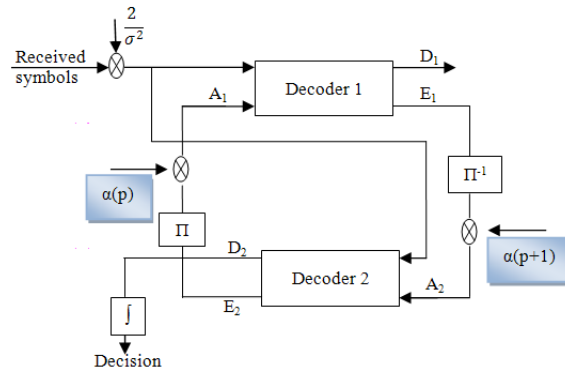 2
σ²
Received
symbols
Decoder 1
D₁
E₁
A₁
α(p)
Π⁻¹
Π
α(p+1)
D₂
Decoder 2
A₂
E₂
∫
Decision